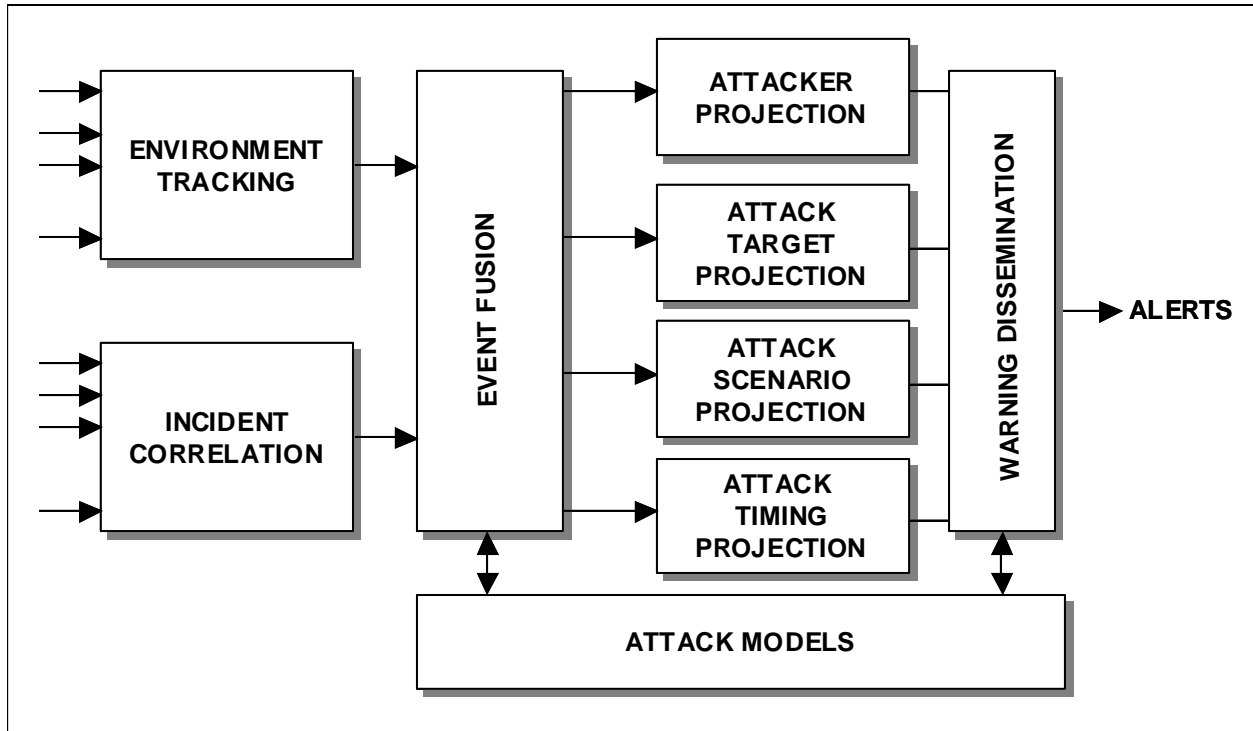 ENVIRONMENT
TRACKING
INCIDENT
CORRELATION
EVENT FUSION
ATTACKER
PROJECTION
ATTACK
TARGET
PROJECTION
ATTACK
SCENARIO
PROJECTION
ATTACK
TIMING
PROJECTION
WARNING DISSEMINATION
ALERTS
ATTACK MODELS